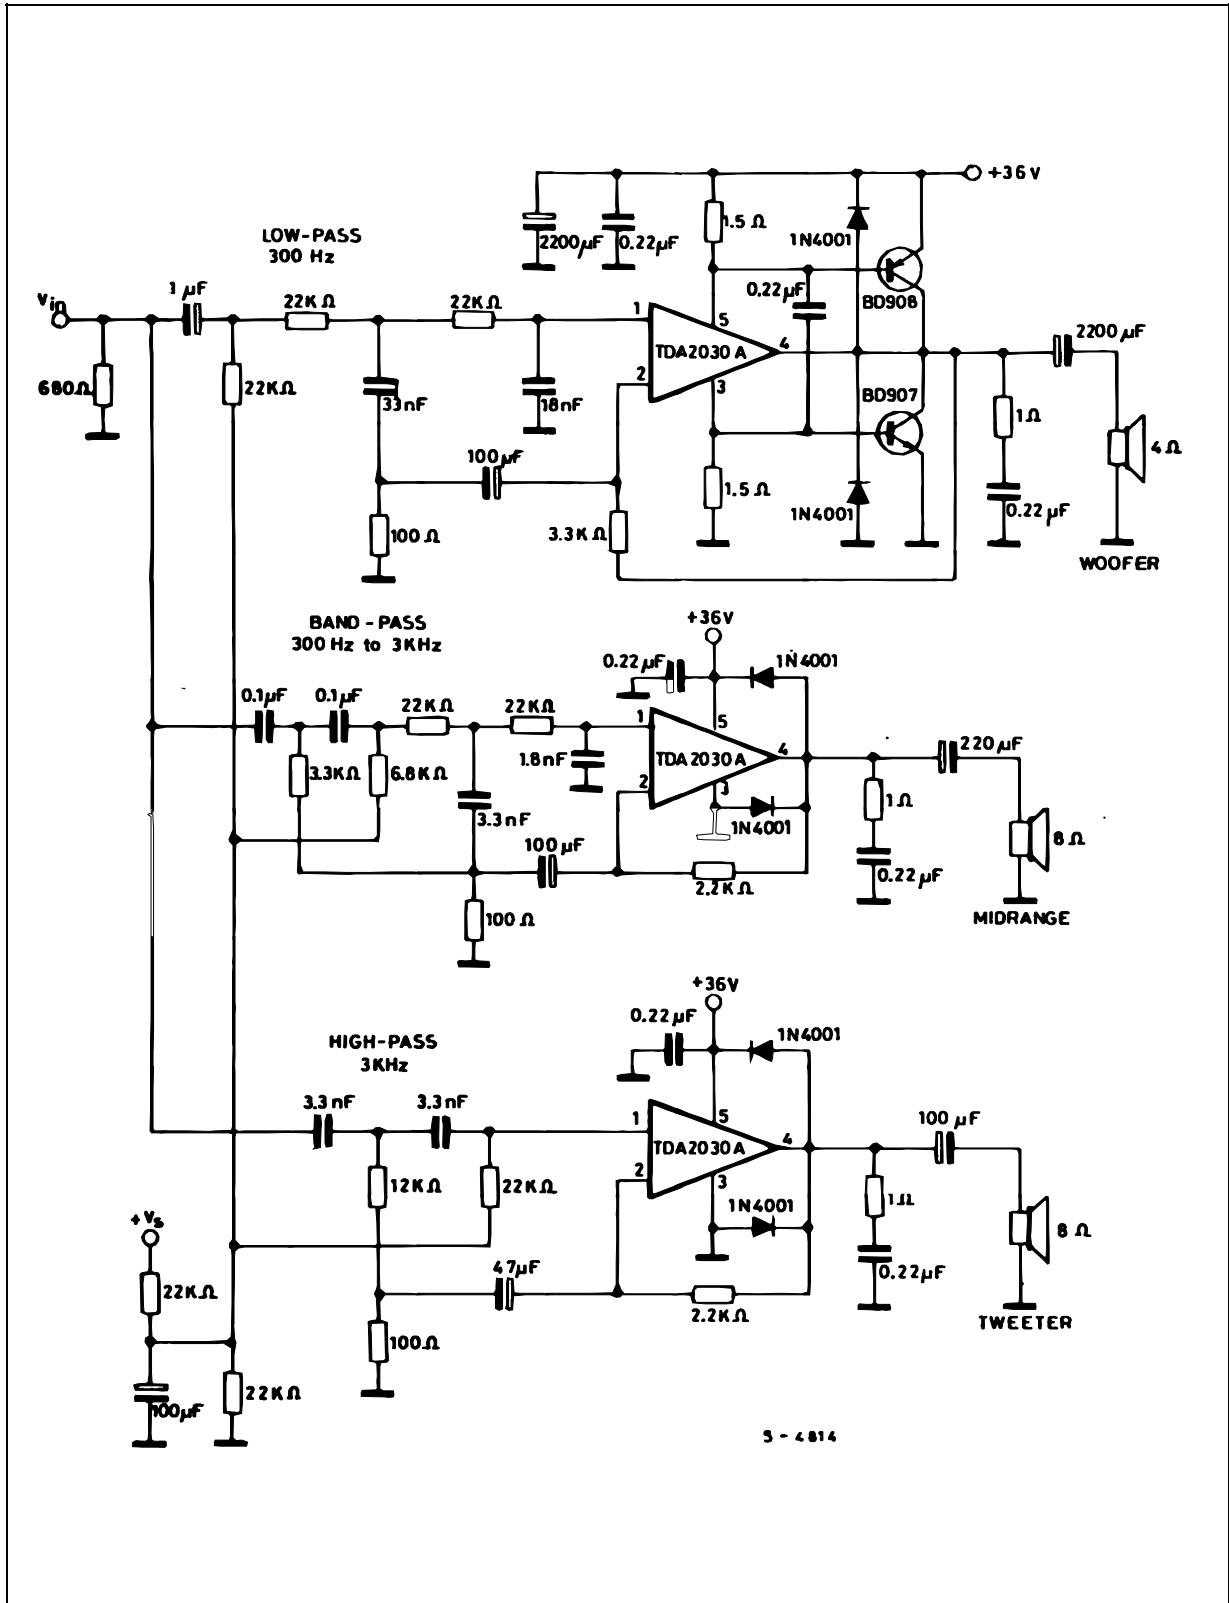 +36V
LOW-PASS
300 Hz
1.5 Ω
1N4001
2200µF
0.22µF
1 µF
Vin
22KΩ
22KΩ
0.22µF
BD908
2200µF
1
5
TDA2030A
4
2
3
680Ω
22KΩ
33nF
18nF
BD907
1Ω
4Ω
100µF
1.5 Ω
1N4001
0.22µF
100Ω
3.3KΩ
WOOFER
BAND-PASS
300Hz to 3KHz
+36V
0.22µF
1N4001
0.1µF
0.1µF
22KΩ
22KΩ
1
5
1.8nF
TDA2030A
4
220µF
3.3KΩ
6.8KΩ
2
3
3.3nF
1N4001
1Ω
8Ω
100µF
0.22µF
2.2KΩ
100Ω
MIDRANGE
+36V
0.22µF
1N4001
HIGH-PASS
3KHz
3.3nF
3.3nF
1
5
TDA2030A
4
100µF
12KΩ
22KΩ
2
3
1N4001
1Ω
8Ω
+Vs
47µF
0.22µF
22KΩ
2.2KΩ
TWEETER
100Ω
100µF
22KΩ
S-4814